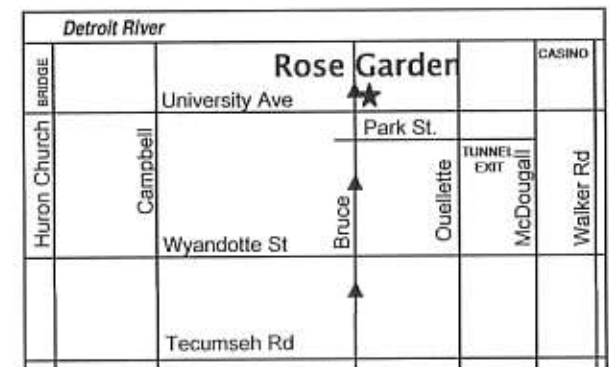 Detroit River
Rose Garden
CASINO
BRIDGE
University Ave
Park St.
Huron Church
Campbell
Bruce
Ouellette
TUNNEL
EXIT
McDougall
Walker Rd
Wyandotte St
Tecumseh Rd